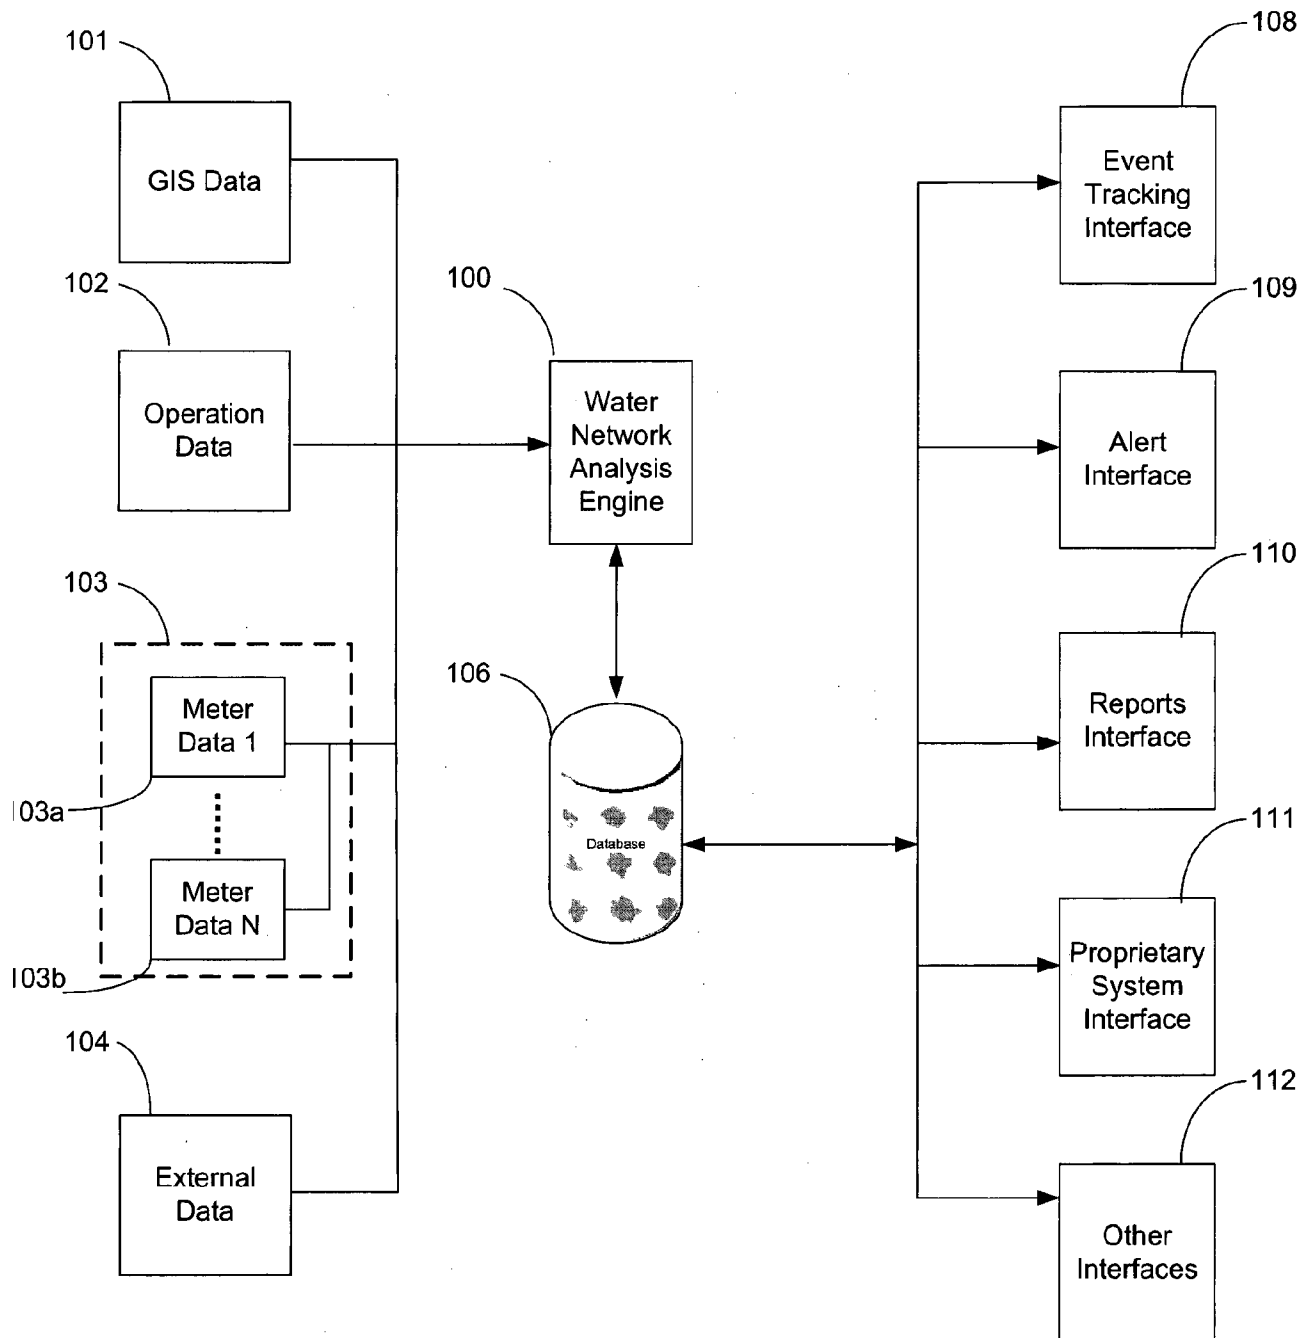 101
GIS Data
102
Operation
Data
103
Meter
Data 1
103a
Meter
Data N
103b
104
External
Data
100
Water
Network
Analysis
Engine
106
Database
108
Event
Tracking
Interface
109
Alert
Interface
110
Reports
Interface
111
Proprietary
System
Interface
112
Other
Interfaces